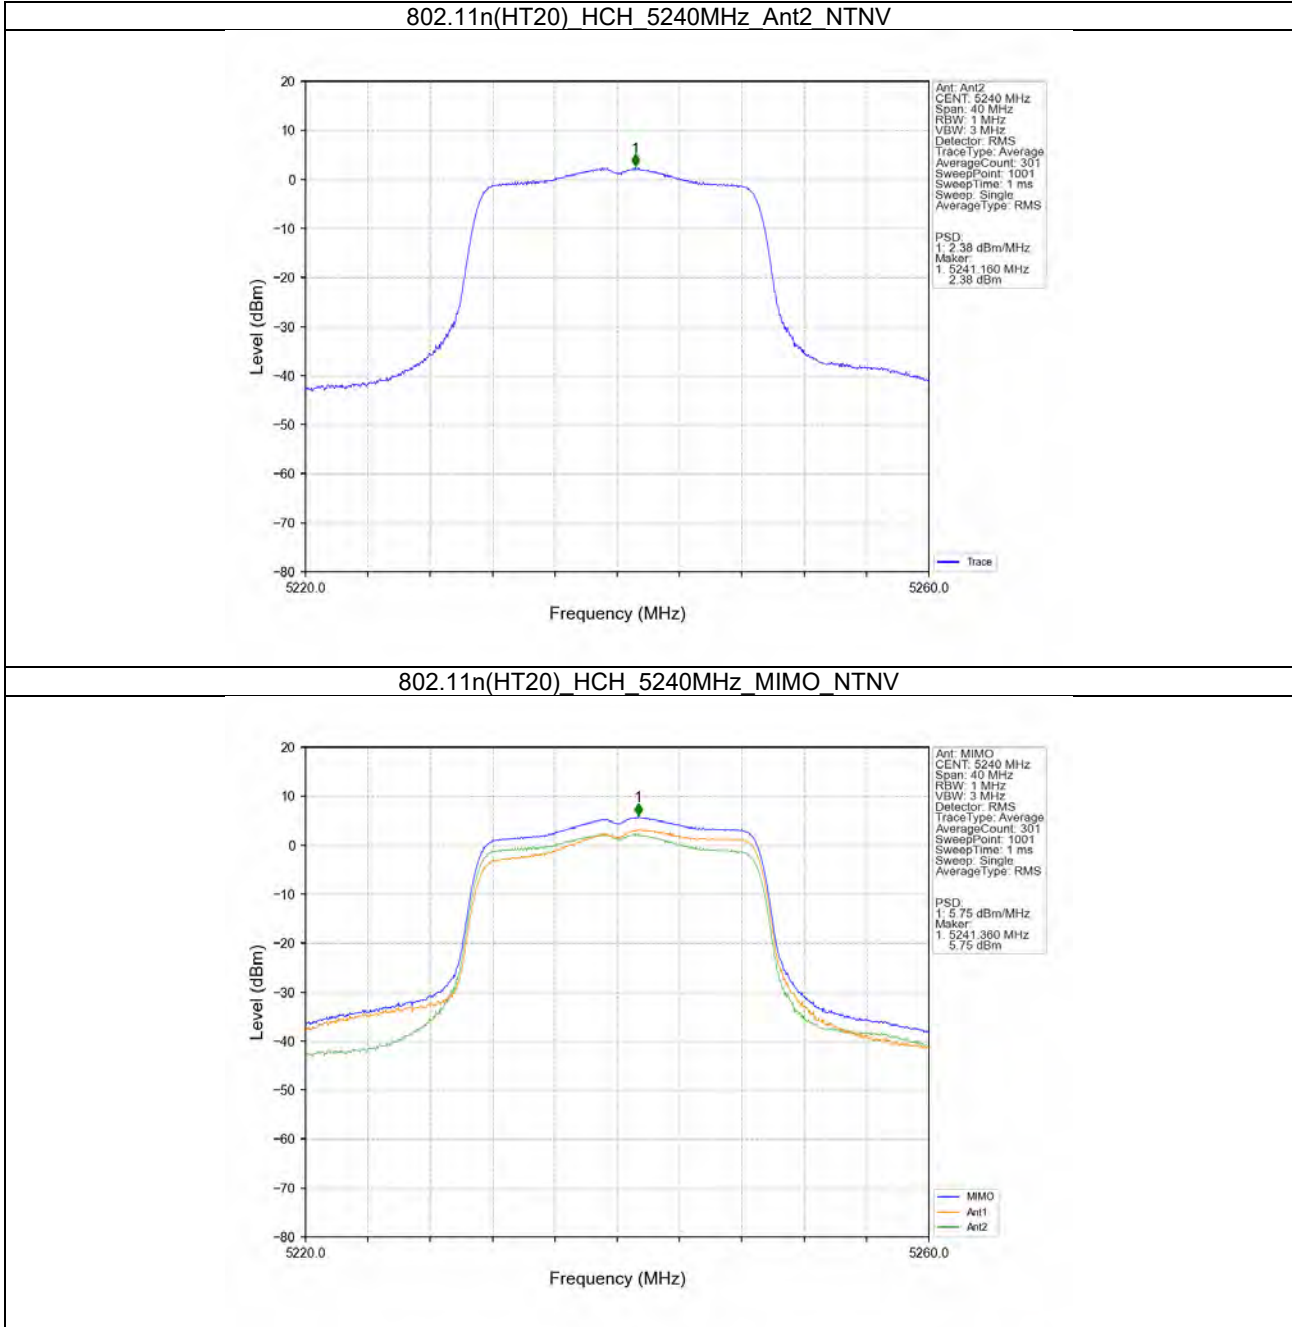 802.11n(HT20)_HCH_5240MHz_Ant2_NTNV
20
10
0
−10
−20
−30
−40
−50
−60
−70
−80
Level (dBm)
1
5220.0
5260.0
Frequency (MHz)
Ant: Ant2
CENT: 5240 MHz
Span: 40 MHz
RBW: 1 MHz
VBW: 3 MHz
Detector: RMS
TraceType: Average
AverageCount: 301
SweepPoint: 1001
SweepTime: 1 ms
Sweep: Single
AverageType: RMS
PSD:
1: 2.38 dBm/MHz
Maker:
1. 5241.160 MHz
2.38 dBm
Trace
802.11n(HT20)_HCH_5240MHz_MIMO_NTNV
20
10
0
−10
−20
−30
−40
−50
−60
−70
−80
Level (dBm)
1
5220.0
5260.0
Frequency (MHz)
Ant: MIMO
CENT: 5240 MHz
Span: 40 MHz
RBW: 1 MHz
VBW: 3 MHz
Detector: RMS
TraceType: Average
AverageCount: 301
SweepPoint: 1001
SweepTime: 1 ms
Sweep: Single
AverageType: RMS
PSD:
1: 5.75 dBm/MHz
Maker:
1. 5241.360 MHz
5.75 dBm
MIMO
Ant1
Ant2